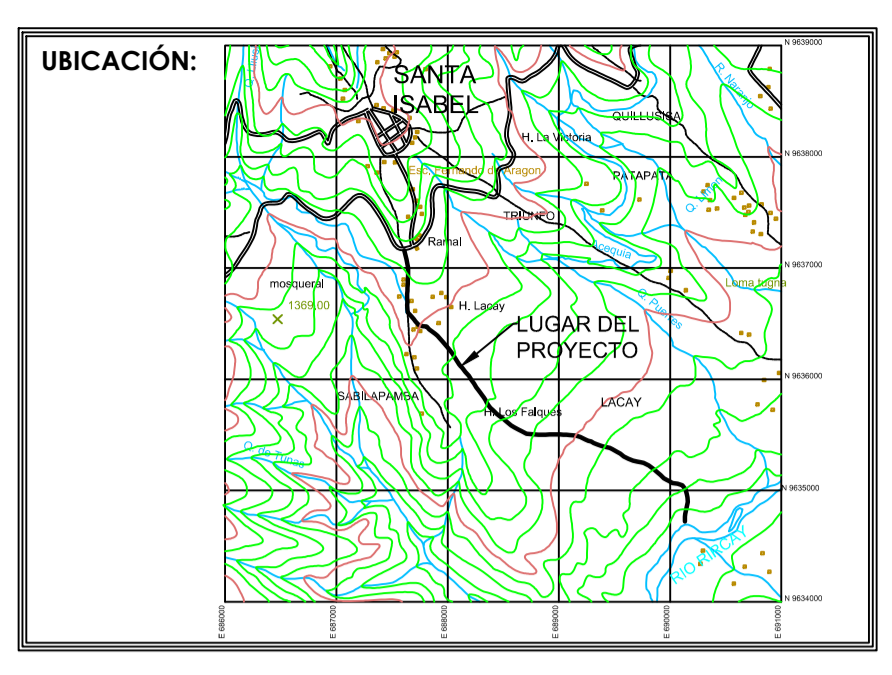 UBICACIÓN:
N 9639000
SANTA
ISABEL
R. Naranjo
QUILLUSISA
H. La Victoria
N 9638000
Esc. Fernando de Aragon
PATAPATA
TRIUNFO
Ramal
Acequia
N 9637000
mosqueral
Loma tugna
1369.00
H. Lacay
LUGAR DEL
PROYECTO
N 9636000
SABILAPAMBA
LACAY
H. Los Falques
Q. de Tunas
N 9635000
RIO RIRCAY
N 9634000
E 686000
E 687000
E 688000
E 689000
E 690000
E 691000